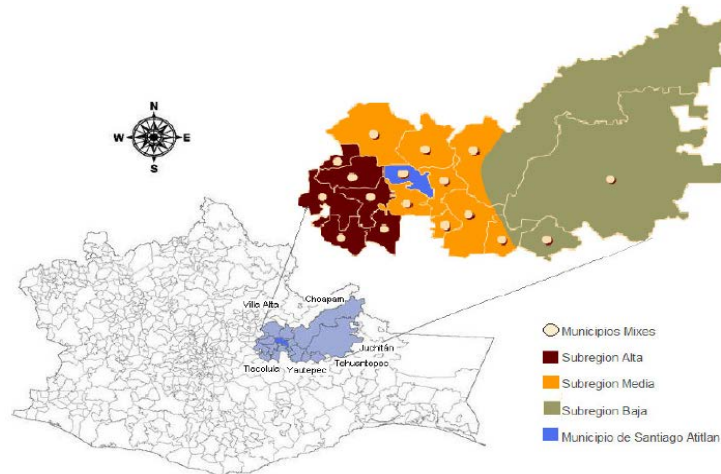 N
W E
S
Villa Alta
Choapam
Juchitán
Tehuantepec
Tlacolula
Yautepec
Municipios Mixes
Subregion Alta
Subregion Media
Subregion Baja
Municipio de Santiago Atitlan